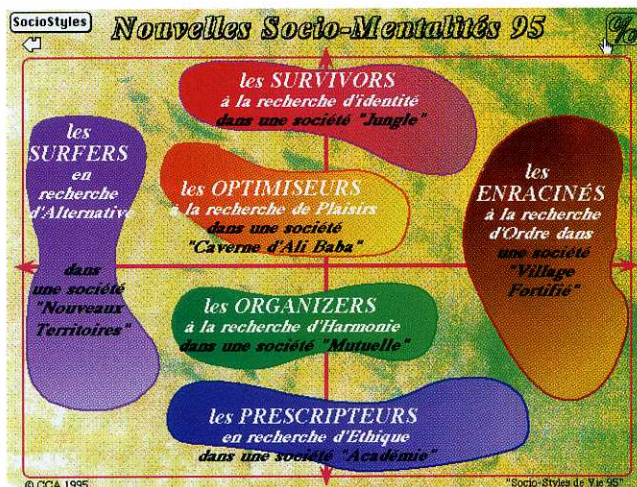 SocioStyles
Nouvelles Socio-Mentalités 95
%
les SURVIVORS
à la recherche d'identité
dans une société "Jungle"
les
SURFERS
en
recherche
d'Alternative
dans
une société
"Nouveaux
Territoires"
les OPTIMISEURS
à la recherche de Plaisirs
dans une société
"Caverne d'Ali Baba"
les
ENRACINÉS
à la recherche
d'Ordre dans
une société
"Village
Fortifié"
les ORGANIZERS
à la recherche d'Harmonie
dans une société "Mutuelle"
les PRESCRIPTEURS
en recherche d'Ethique
dans une société "Académie"
© CCA 1995
"Socio-Styles de Vie 95"